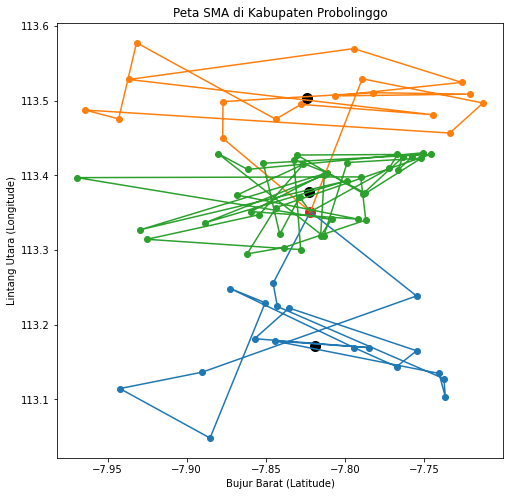 Peta SMA di Kabupaten Probolinggo
113.6
113.5
113.4
113.3
113.2
113.1
Lintang Utara (Longitude)
−7.95 −7.90 −7.85 −7.80 −7.75
Bujur Barat (Latitude)